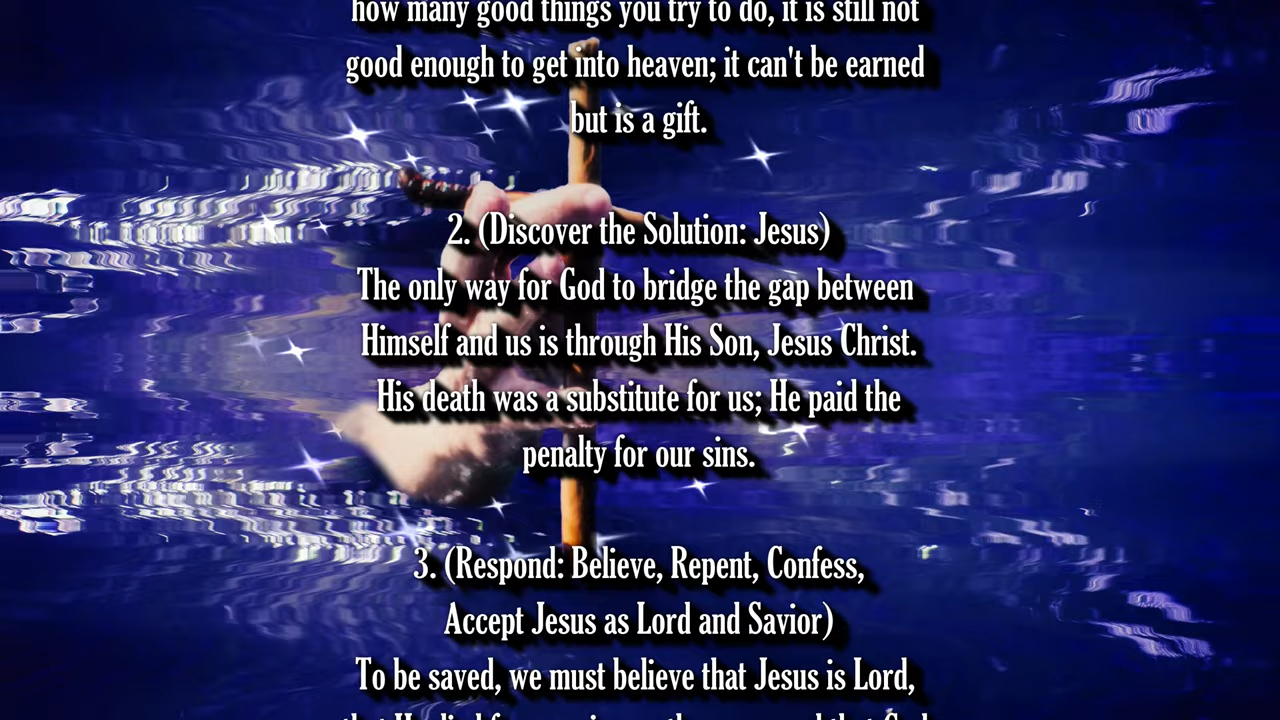 how many good things you try to do, it is still not
good enough to get into heaven; it can't be earned
but is a gift.
2. (Discover the Solution: Jesus)
The only way for God to bridge the gap between
Himself and us is through His Son, Jesus Christ.
His death was a substitute for us; He paid the
penalty for our sins.
3. (Respond: Believe, Repent, Confess,
Accept Jesus as Lord and Savior)
To be saved, we must believe that Jesus is Lord,